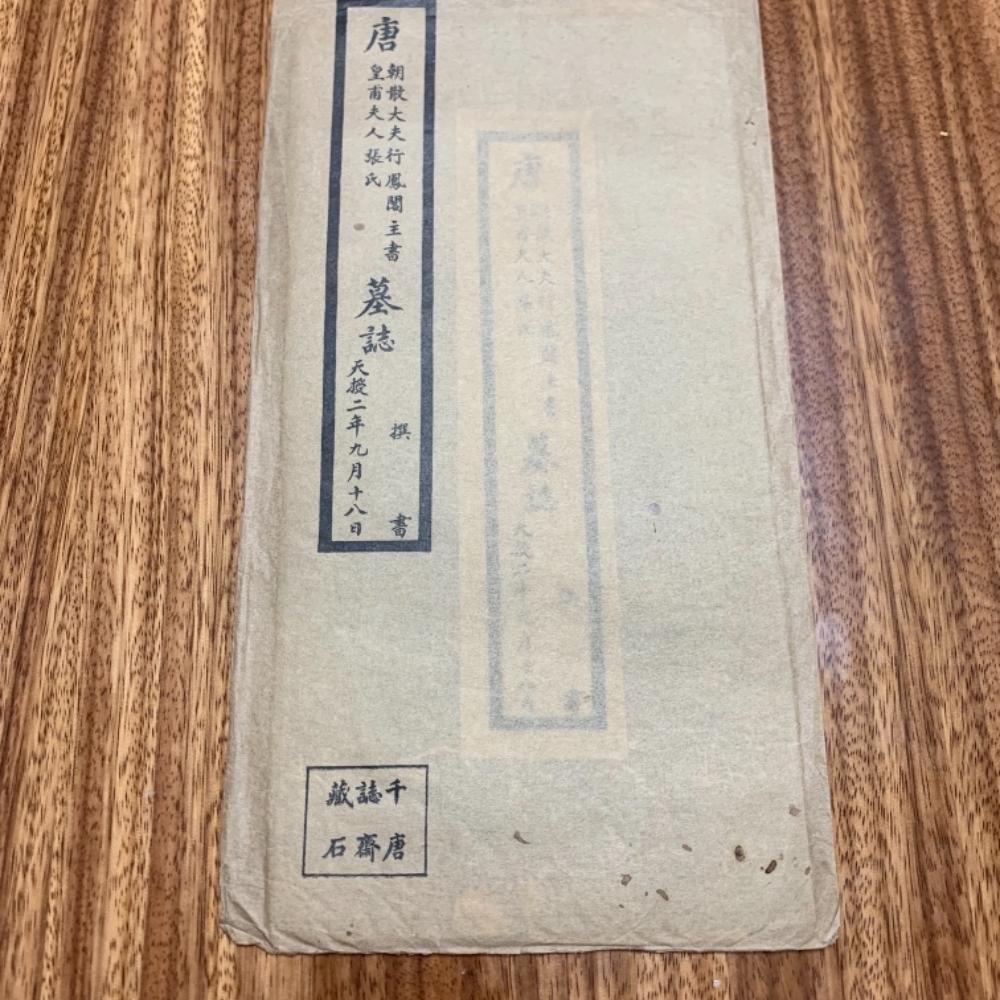 唐
朝散大夫行鳳閣主書
皇甫夫人張氏
墓誌
撰 書
天授二年九月十八日
千唐
誌齋
藏石